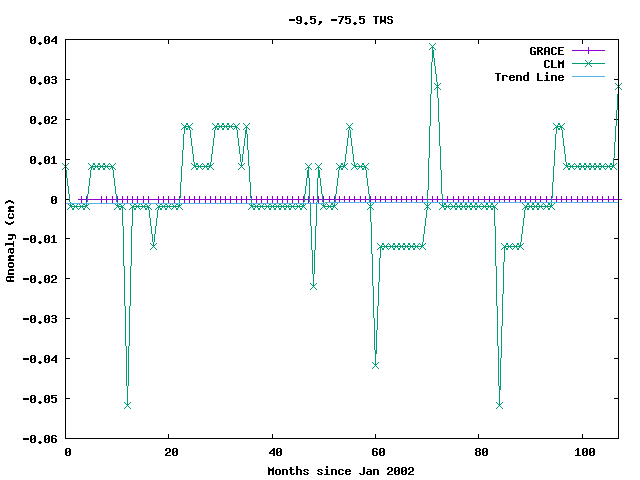 -9.5, -75.5 TWS
GRACE
CLM
Trend Line
0.04
0.03
0.02
0.01
0
-0.01
-0.02
-0.03
-0.04
-0.05
-0.06
Anomaly (cm)
0 20 40 60 80 100
Months since Jan 2002